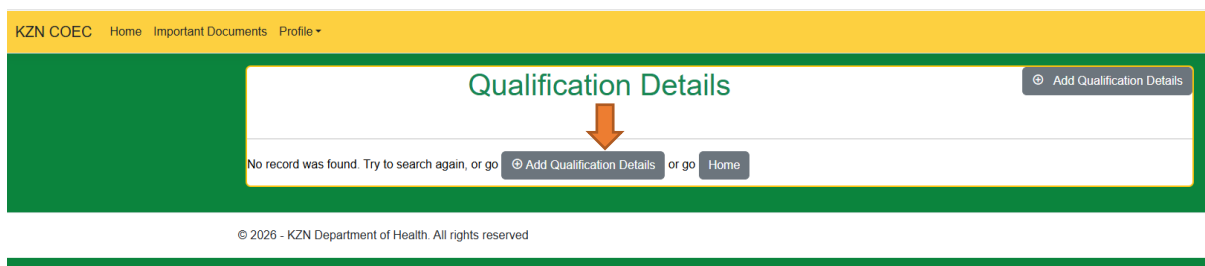 KZN COEC Home Important Documents Profile
Qualification Details
Add Qualification Details
No record was found. Try to search again, or go Add Qualification Details or go Home
© 2026 - KZN Department of Health. All rights reserved